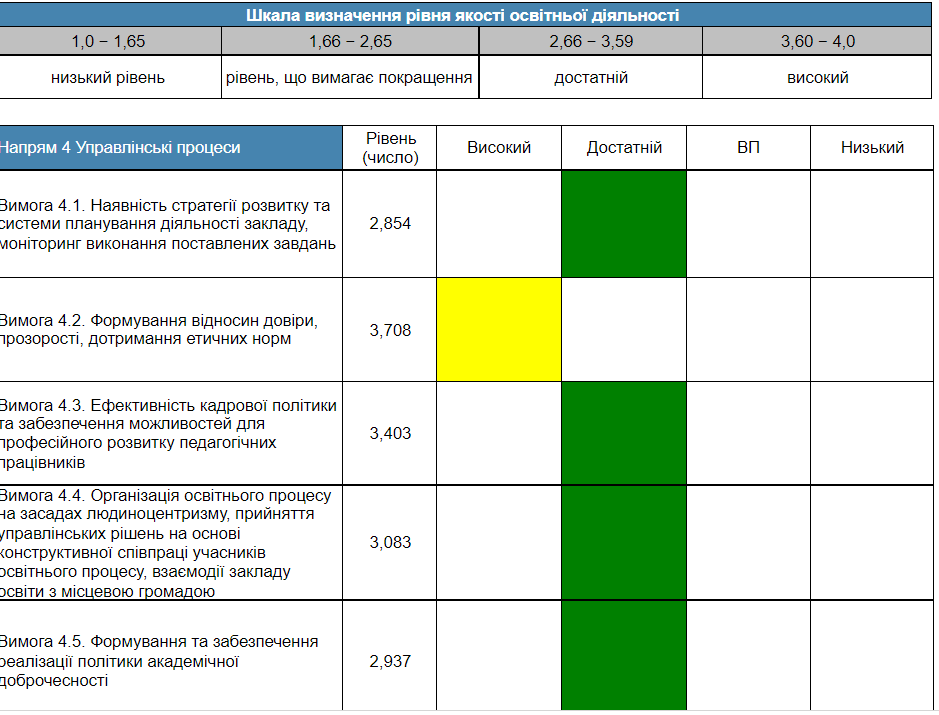 Шкала визначення рівня якості освітньої діяльності
1,0 – 1,65
1,66 – 2,65
2,66 – 3,59
3,60 – 4,0
низький рівень
рівень, що вимагає покращення
достатній
високий
Напрям 4 Управлінські процеси
Рівень
(число)
Високий
Достатній
ВП
Низький
Вимога 4.1. Наявність стратегії розвитку та
системи планування діяльності закладу,
моніторинг виконання поставлених завдань
2,854
Вимога 4.2. Формування відносин довіри,
прозорості, дотримання етичних норм
3,708
Вимога 4.3. Ефективність кадрової політики
та забезпечення можливостей для
професійного розвитку педагогічних
працівників
3,403
Вимога 4.4. Організація освітнього процесу
на засадах людиноцентризму, прийняття
управлінських рішень на основі
конструктивної співпраці учасників
освітнього процесу, взаємодії закладу
освіти з місцевою громадою
3,083
Вимога 4.5. Формування та забезпечення
реалізації політики академічної
доброчесності
2,937